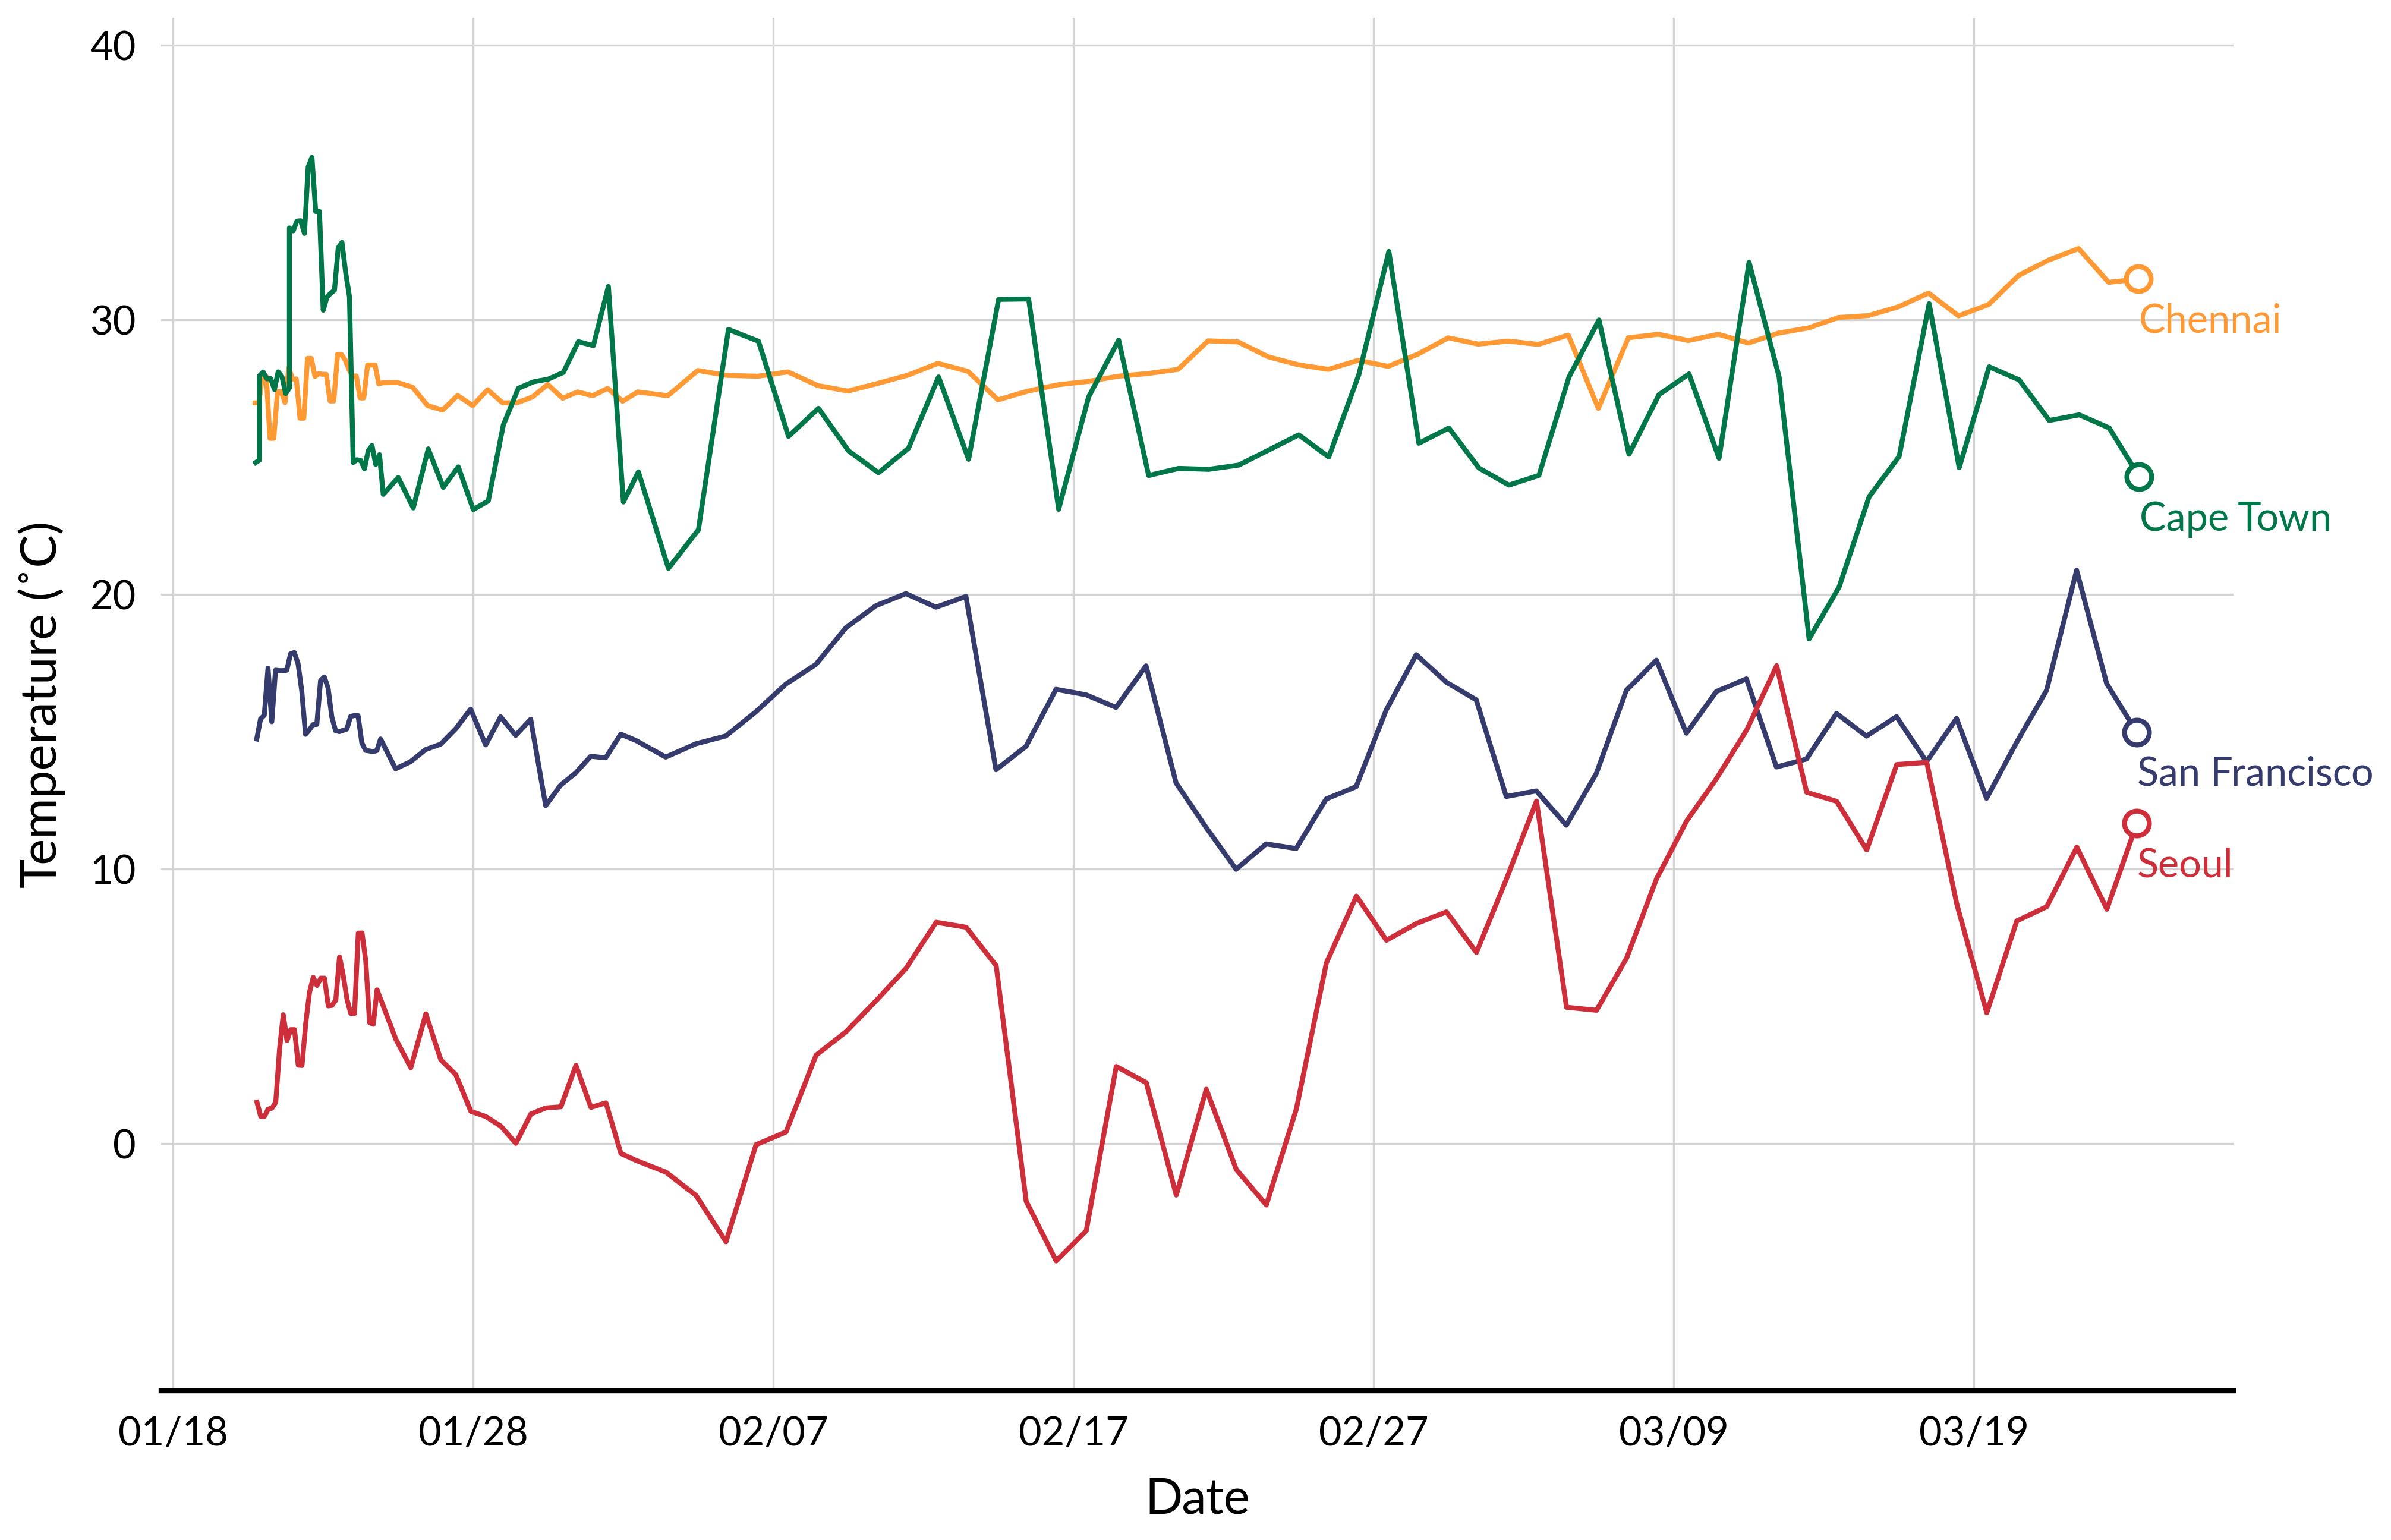 40
30
20
10
0
Temperature (°C)
Chennai
Cape Town
San Francisco
Seoul
01/18 01/28 02/07 02/17 02/27 03/09 03/19
Date